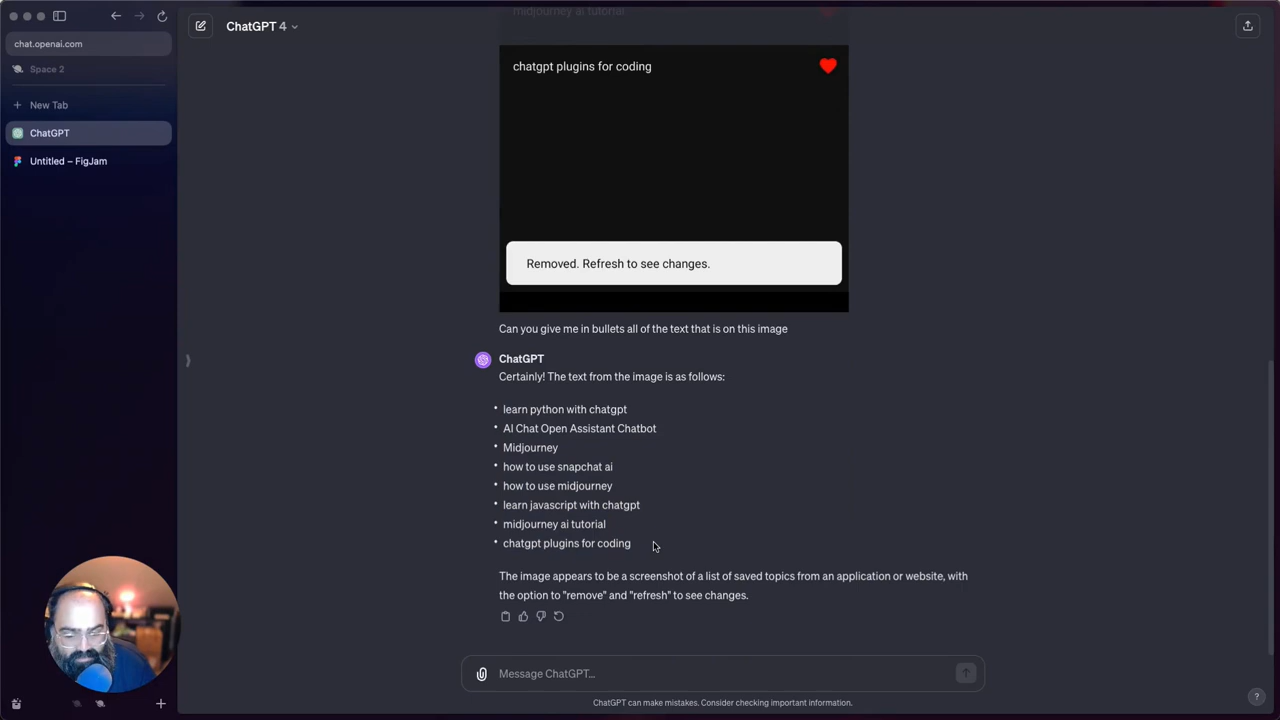 chat.openai.com
Space 2
+ New Tab
ChatGPT
Untitled – FigJam
ChatGPT 4
midjourney ai tutorial
chatgpt plugins for coding
Removed. Refresh to see changes.
Can you give me in bullets all of the text that is on this image
ChatGPT
Certainly! The text from the image is as follows:
• learn python with chatgpt
• AI Chat Open Assistant Chatbot
• Midjourney
• how to use snapchat ai
• how to use midjourney
• learn javascript with chatgpt
• midjourney ai tutorial
• chatgpt plugins for coding
The image appears to be a screenshot of a list of saved topics from an application or website, with
the option to "remove" and "refresh" to see changes.
Message ChatGPT...
ChatGPT can make mistakes. Consider checking important information.
?